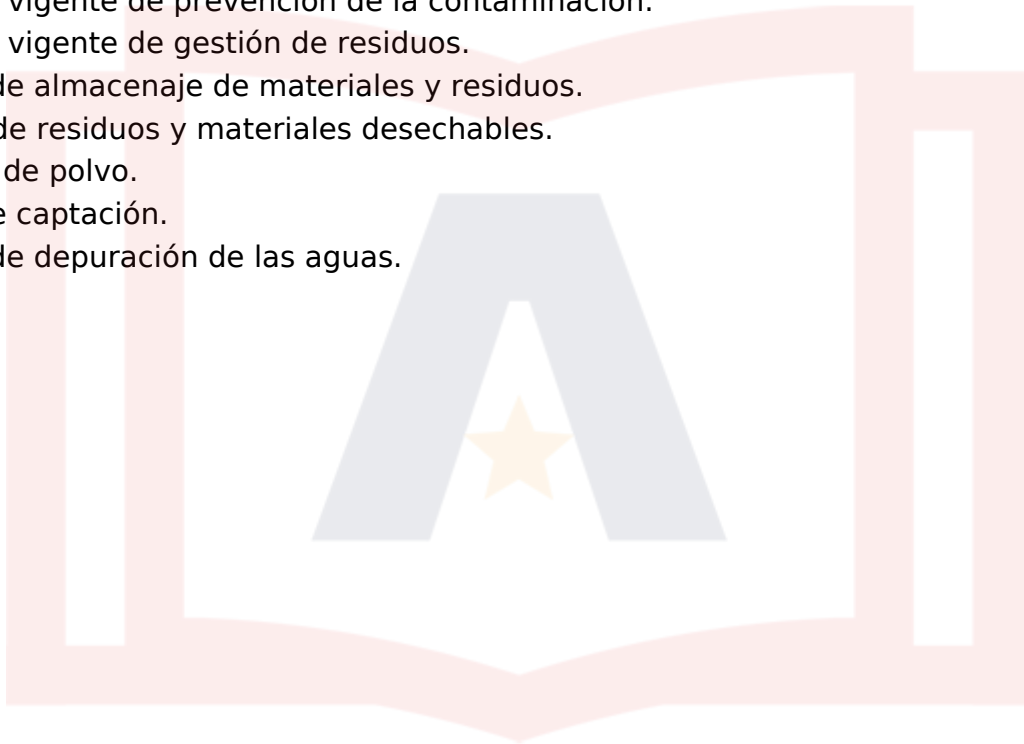 vigente de prevención de la contaminación.
vigente de gestión de residuos.
de almacenaje de materiales y residuos.
de residuos y materiales desechables.
de polvo.
captación.
de depuración de las aguas.